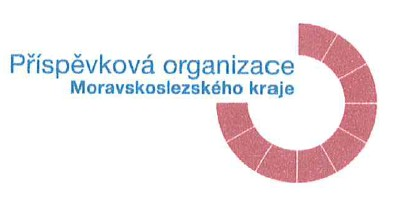 Příspěvková organizace
Moravskoslezského kraje